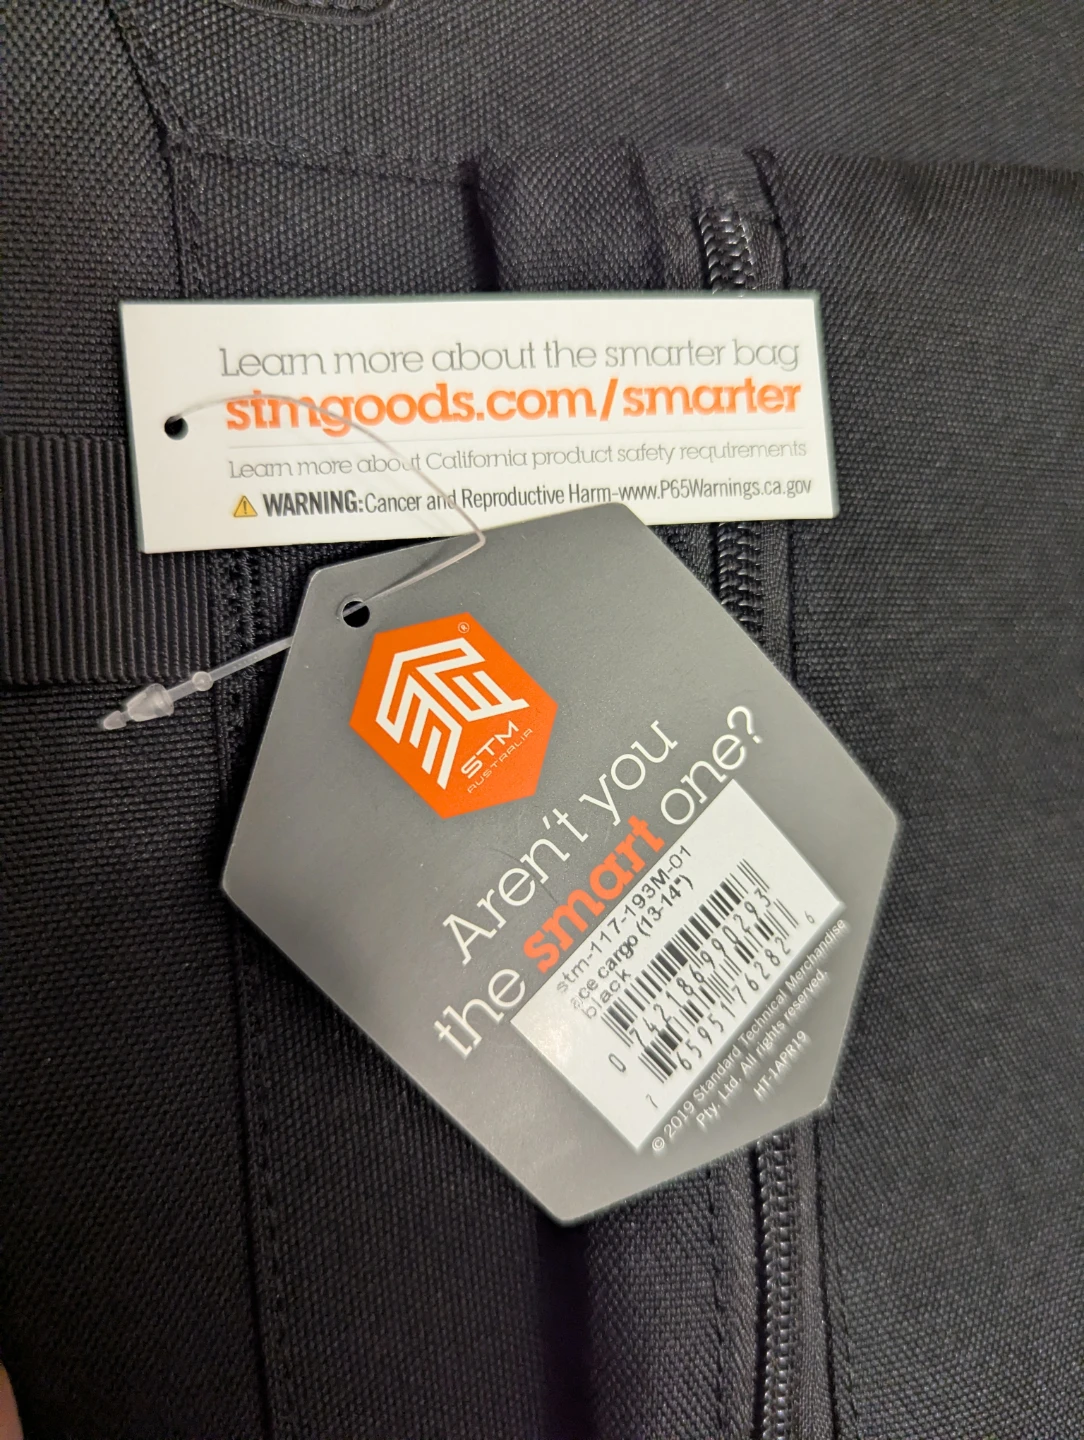 Learn more about the smarter bag
stmgoods.com/smarter
Learn more about California product safety requirements
WARNING: Cancer and Reproductive Harm-www.P65Warnings.ca.gov
®
STM
AUSTRALIA
Aren't you
the smart one?
stm-117-193M-01
ace cargo (13-14")
black
© 2019 Standard Technical Merchandise
Pty. Ltd. All rights reserved.
HT-1APR19